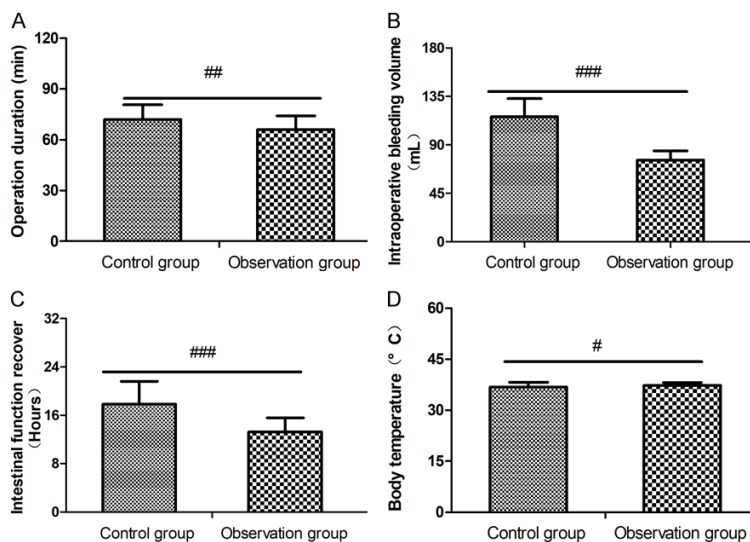 A
Operation duration (min)
120
90
60
30
0
##
Control group
Observation group
B
Intraoperative bleeding volume
（mL）
180
135
90
45
0
###
Control group
Observation group
C
Intestinal function recover
（Hours）
32
24
16
8
0
###
Control group
Observation group
D
Body temperature（° C）
60
45
30
15
0
#
Control group
Observation group